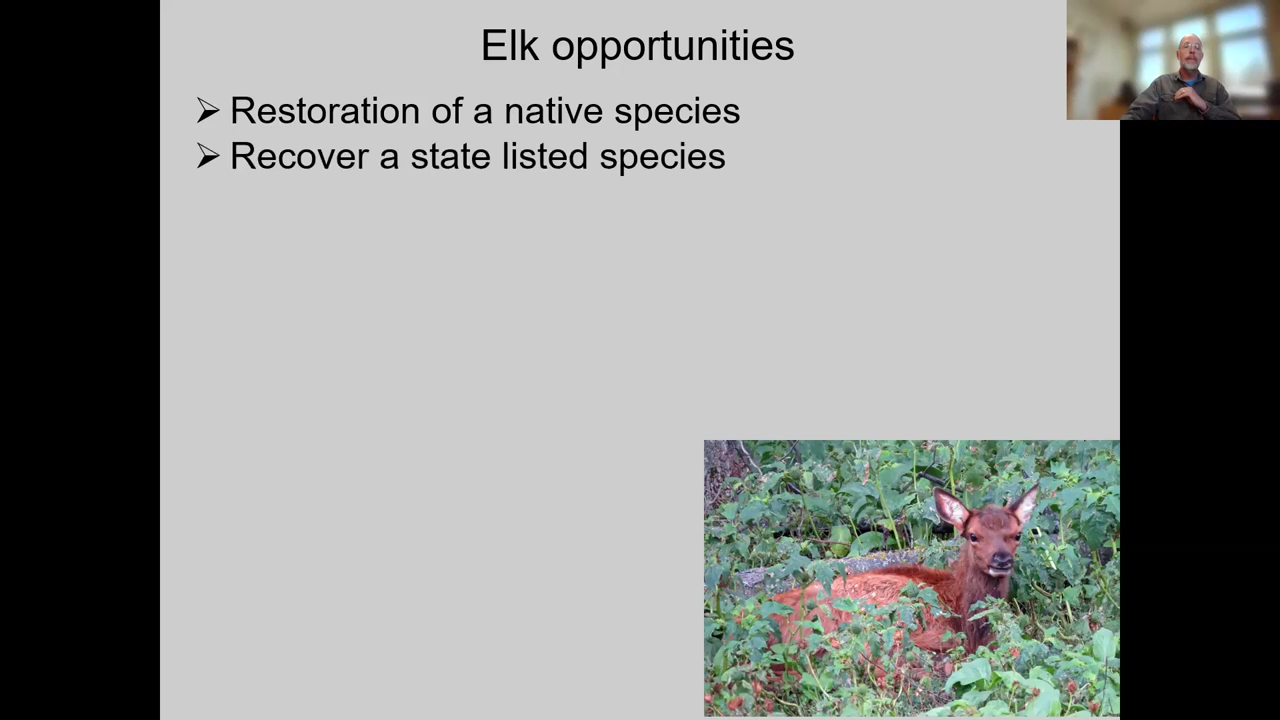 Elk opportunities
➢ Restoration of a native species
➢ Recover a state listed species